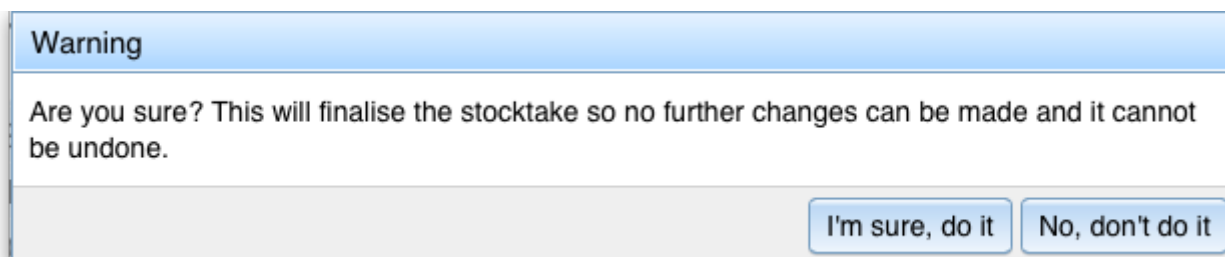 Warning
Are you sure? This will finalise the stocktake so no further changes can be made and it cannot
be undone.
I'm sure, do it No, don't do it